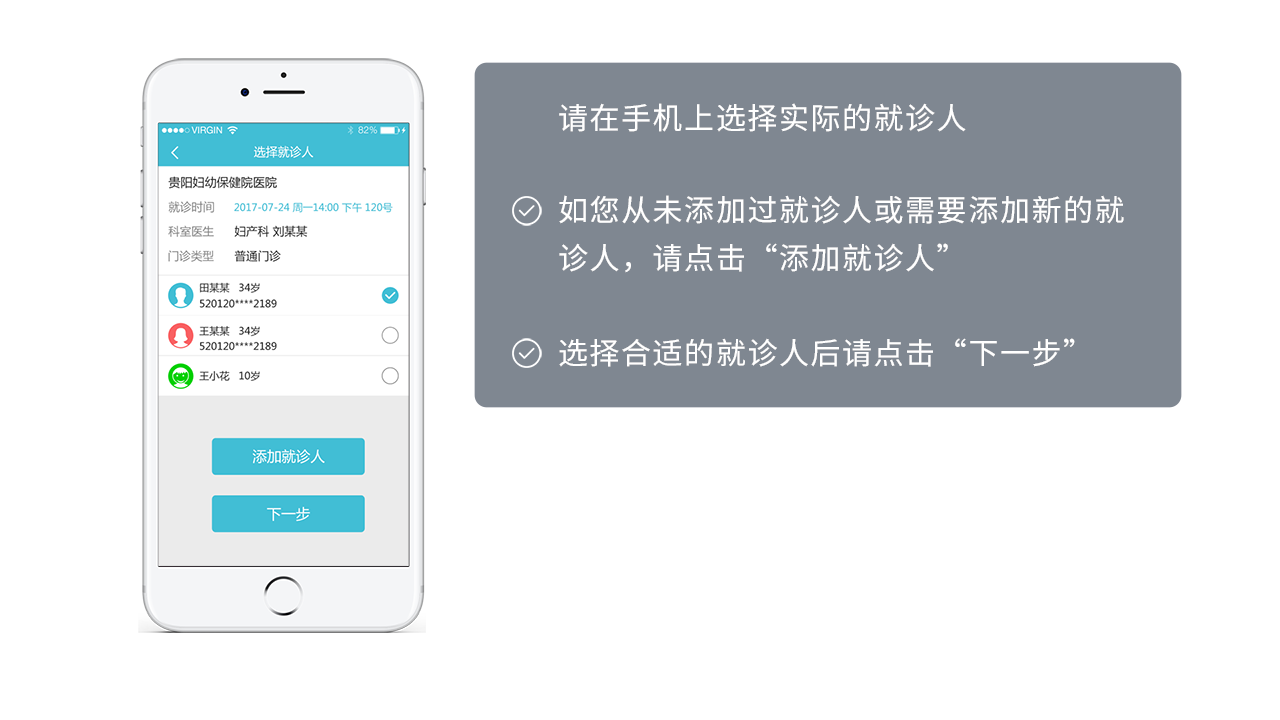 VIRGIN 82%
选择就诊人
贵阳妇幼保健院医院
就诊时间 2017-07-24 周一14:00 下午 120号
科室医生 妇产科 刘某某
门诊类型 普通门诊
田某某 34岁
520120****2189
王某某 34岁
520120****2189
王小花 10岁
添加就诊人
下一步
请在手机上选择实际的就诊人
如您从未添加过就诊人或需要添加新的就
诊人，请点击“添加就诊人”
选择合适的就诊人后请点击“下一步”